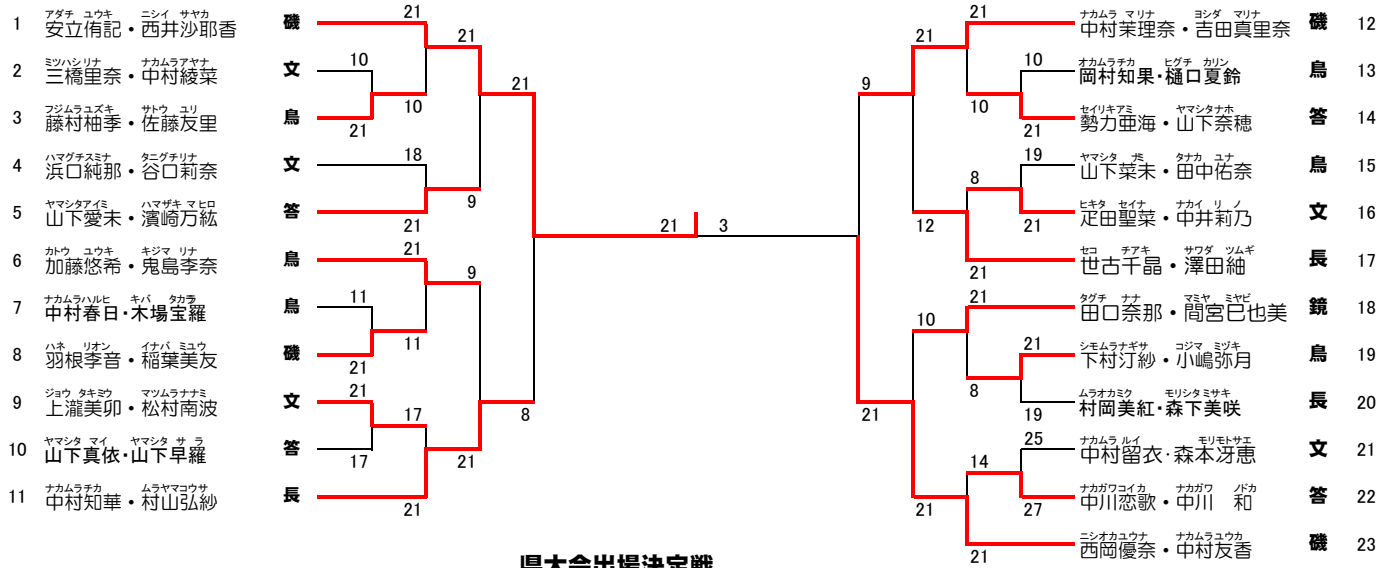 1 アダチ ユウキ ニシイ サヤカ 安立侑記・西井沙耶香 磯
2 ミツハシリナ ナカムラアヤナ 三橋里奈・中村綾菜 文
3 フジムラユズキ サトウ ユリ 藤村柚季・佐藤友里 鳥
4 ハマグチスミナ タニグチリナ 浜口純那・谷口莉奈 文
5 ヤマシタアイミ ハマザキ マヒロ 山下愛未・濱崎万紘 答
6 カトウ ユウキ キジマ リナ 加藤悠希・鬼島李奈 鳥
7 ナカムラハルヒ キバ タカラ 中村春日・木場宝羅 鳥
8 ハネ リオン イナバ ミユウ 羽根李音・稲葉美友 磯
9 ジョウ タキミウ マツムラナナミ 上瀧美卯・松村南波 文
10 ヤマシタ マイ ヤマシタ サラ 山下真依・山下早羅 答
11 ナカムラチカ ムラヤマコウサ 中村知華・村山弘紗 長
21
10
21
10
21
18
21
9
21
21
11
21
11
9
21
17
17
21
21
8
21 3
9
21
21
10
10
21
19
21
8
12
21
21
10
21
19
8
21
25
27
14
21
21
ナカムラ マリナ ヨシダ マリナ 中村茉理奈・吉田真里奈 磯 12
オカムラチカ ヒグチ カリン 岡村知果・樋口夏鈴 鳥 13
セイリキアミ ヤマシタナホ 勢力亜海・山下奈穂 答 14
ヤマシタ ナミ タナカ ユナ 山下菜未・田中佑奈 鳥 15
ヒキタ セイナ ナカイ リノ 疋田聖菜・中井莉乃 文 16
セコ チアキ サワダ ツムギ 世古千晶・澤田紬 長 17
タグチ ナナ マミヤ ミヤビ 田口奈那・間宮巳也美 鏡 18
シモムラナギサ コジマ ミヅキ 下村汀紗・小嶋弥月 鳥 19
ムラオカミク モリシタミサキ 村岡美紅・森下美咲 長 20
ナカムラ ルイ モリモトサエ 中村留衣・森本冴恵 文 21
ナカガワコイカ ナカガワ ノドカ 中川恋歌・中川 和 答 22
ニシオカユウナ ナカムラユウカ 西岡優奈・中村友香 磯 23
県大会出場決定戦